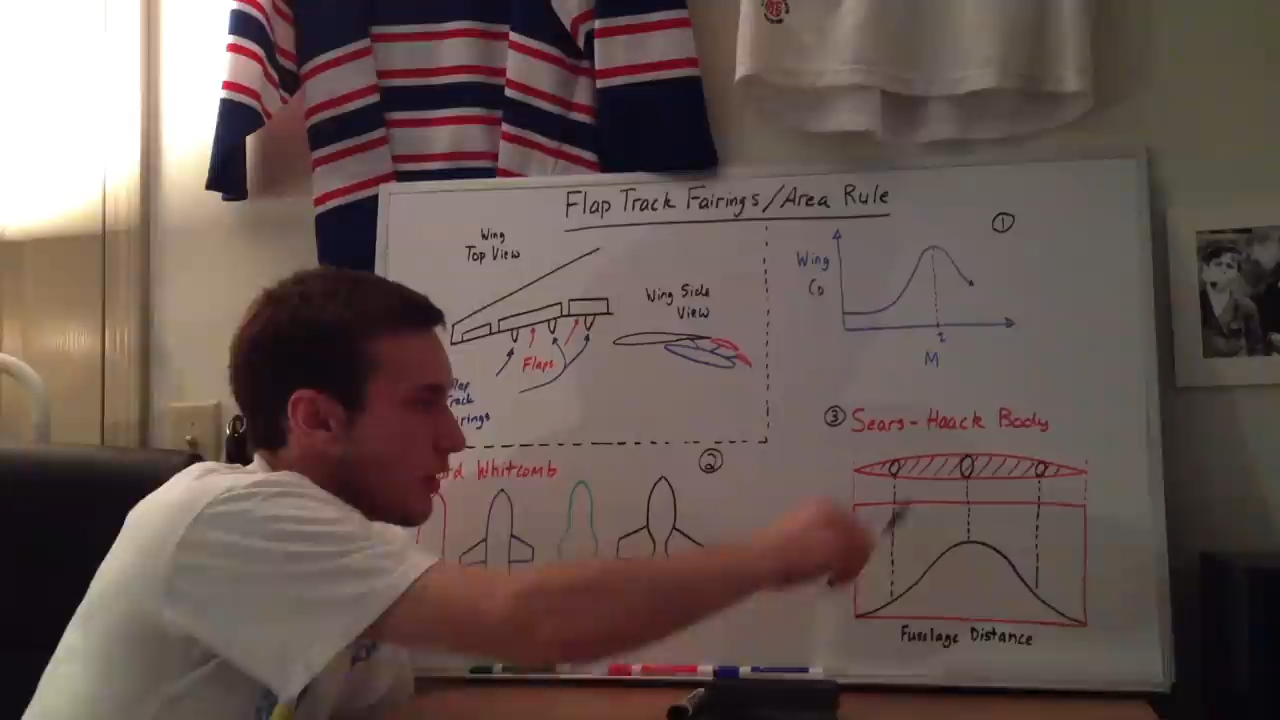 Flap Track Fairings/Area Rule
Wing
Top View
Flaps
Wing Side
View
①
Wing
CD
1
M
②
Whitcomb
③ Sears-Haack Body
Fuselage Distance